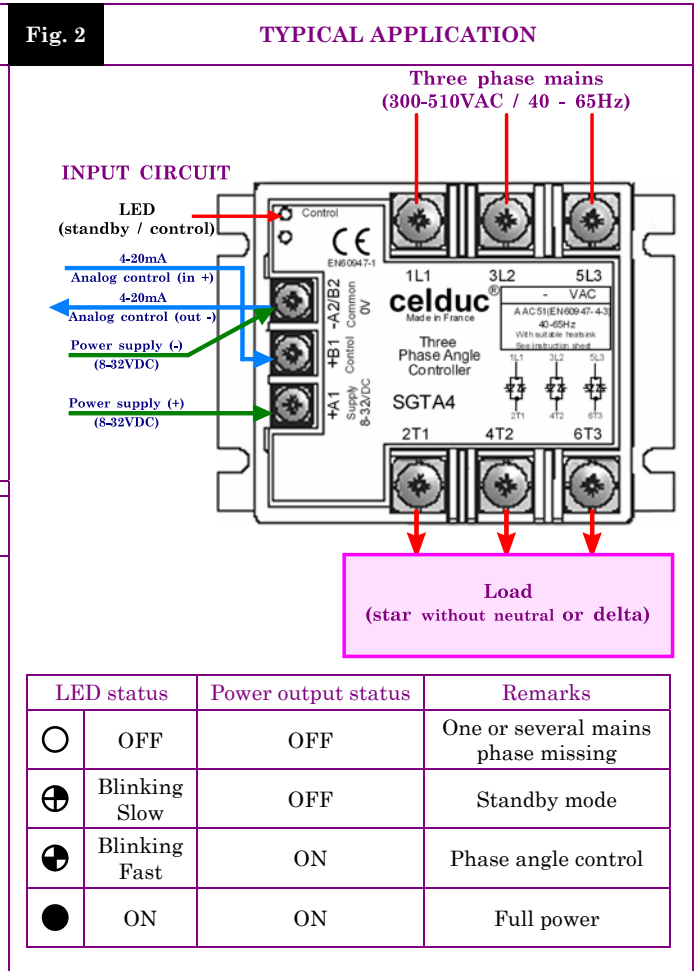 Fig. 2
TYPICAL APPLICATION
Three phase mains
(300-510VAC / 40 - 65Hz)
INPUT CIRCUIT
LED
(standby / control)
4-20mA
Analog control (in +)
4-20mA
Analog control (out -)
Power supply (-)
(8-32VDC)
Power supply (+)
(8-32VDC)
Control
CE
EN60947-1
-A2/B2
Common
0V
+B1
Control
+A1
Supply
8-32VDC
1L1 3L2 5L3
celduc®
Made in France
- VAC
AAC51(EN60947-4-3)
40-65Hz
With suitable heatsink
See instruction sheet
Three
Phase Angle
Controller
1L1 3L2 5L3
2T1 4T2 6T3
SGTA4
2T1 4T2 6T3
Load
(star without neutral or delta)
LED status Power output status Remarks
OFF OFF One or several mains
phase missing
Blinking
Slow OFF Standby mode
Blinking
Fast ON Phase angle control
ON ON Full power